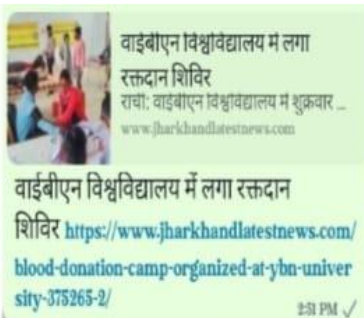 वाईबीएन विश्वविद्यालय में लगा
रक्तदान शिविर
रांची: वाईबीएन विश्वविद्यालय में शुक्रवार ...
www.jharkhandlatestnews.com
वाईबीएन विश्वविद्यालय में लगा रक्तदान
शिविर https://www.jharkhandlatestnews.com/
blood-donation-camp-organized-at-ybn-univer
sity-375265-2/
2:51 PM